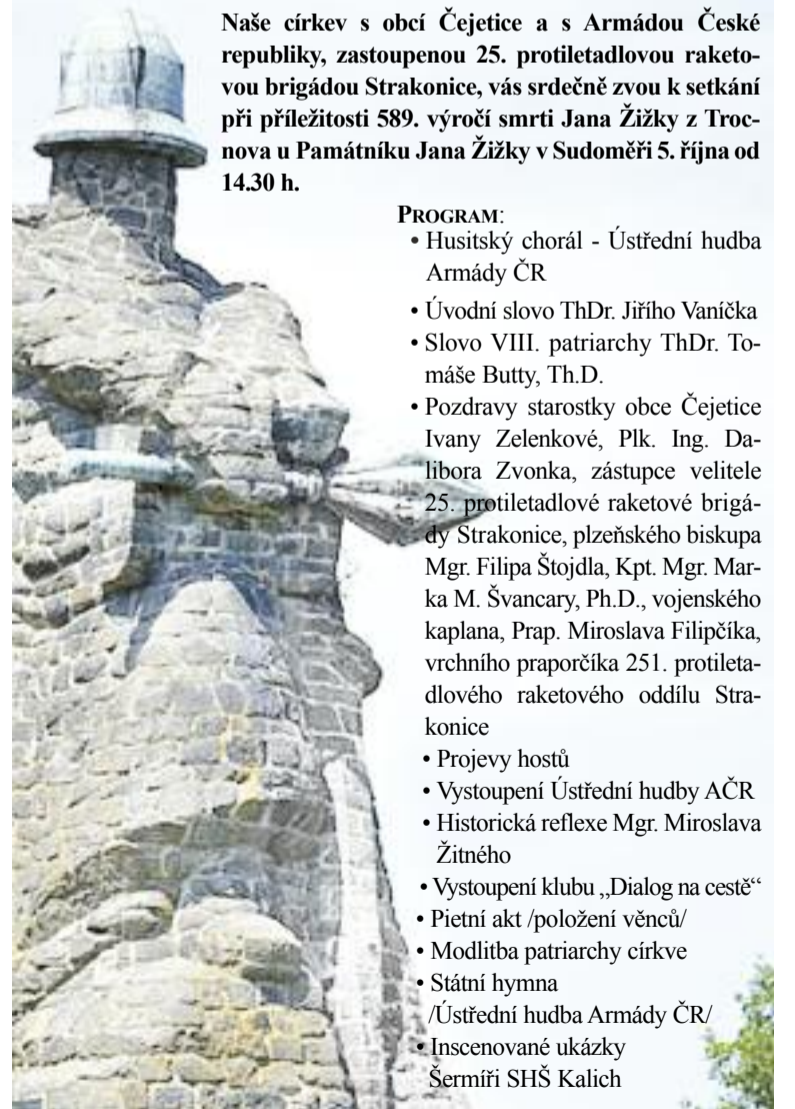 Naše církev s obcí Čejetice a s Armádou České
republiky, zastoupenou 25. protiletadlovou raketo-
vou brigádou Strakonice, vás srdečně zvou k setkání
při příležitosti 589. výročí smrti Jana Žižky z Troc-
nova u Památníku Jana Žižky v Sudoměři 5. října od
14.30 h.
PROGRAM:
• Husitský chorál - Ústřední hudba
Armády ČR
• Úvodní slovo ThDr. Jiřího Vaníčka
• Slovo VIII. patriarchy ThDr. To-
máše Butty, Th.D.
• Pozdravy starostky obce Čejetice
Ivany Zelenkové, Plk. Ing. Da-
libora Zvonka, zástupce velitele
25. protiletadlové raketové brigá-
dy Strakonice, plzeňského biskupa
Mgr. Filipa Štojdla, Kpt. Mgr. Mar-
ka M. Švancary, Ph.D., vojenského
kaplana, Prap. Miroslava Filipčíka,
vrchního praporčíka 251. protileta-
dlového raketového oddílu Stra-
konice
• Projevy hostů
• Vystoupení Ústřední hudby AČR
• Historická reflexe Mgr. Miroslava
Žitného
• Vystoupení klubu „Dialog na cestě“
• Pietní akt /položení věnců/
• Modlitba patriarchy církve
• Státní hymna
/Ústřední hudba Armády ČR/
• Inscenované ukázky
Šermíři SHŠ Kalich